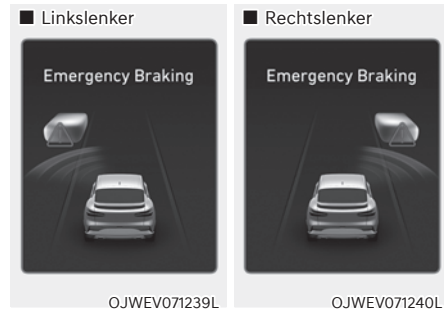 ■ Linkslenker
Emergency Braking
OJWEV071239L
■ Rechtslenker
Emergency Braking
OJWEV071240L